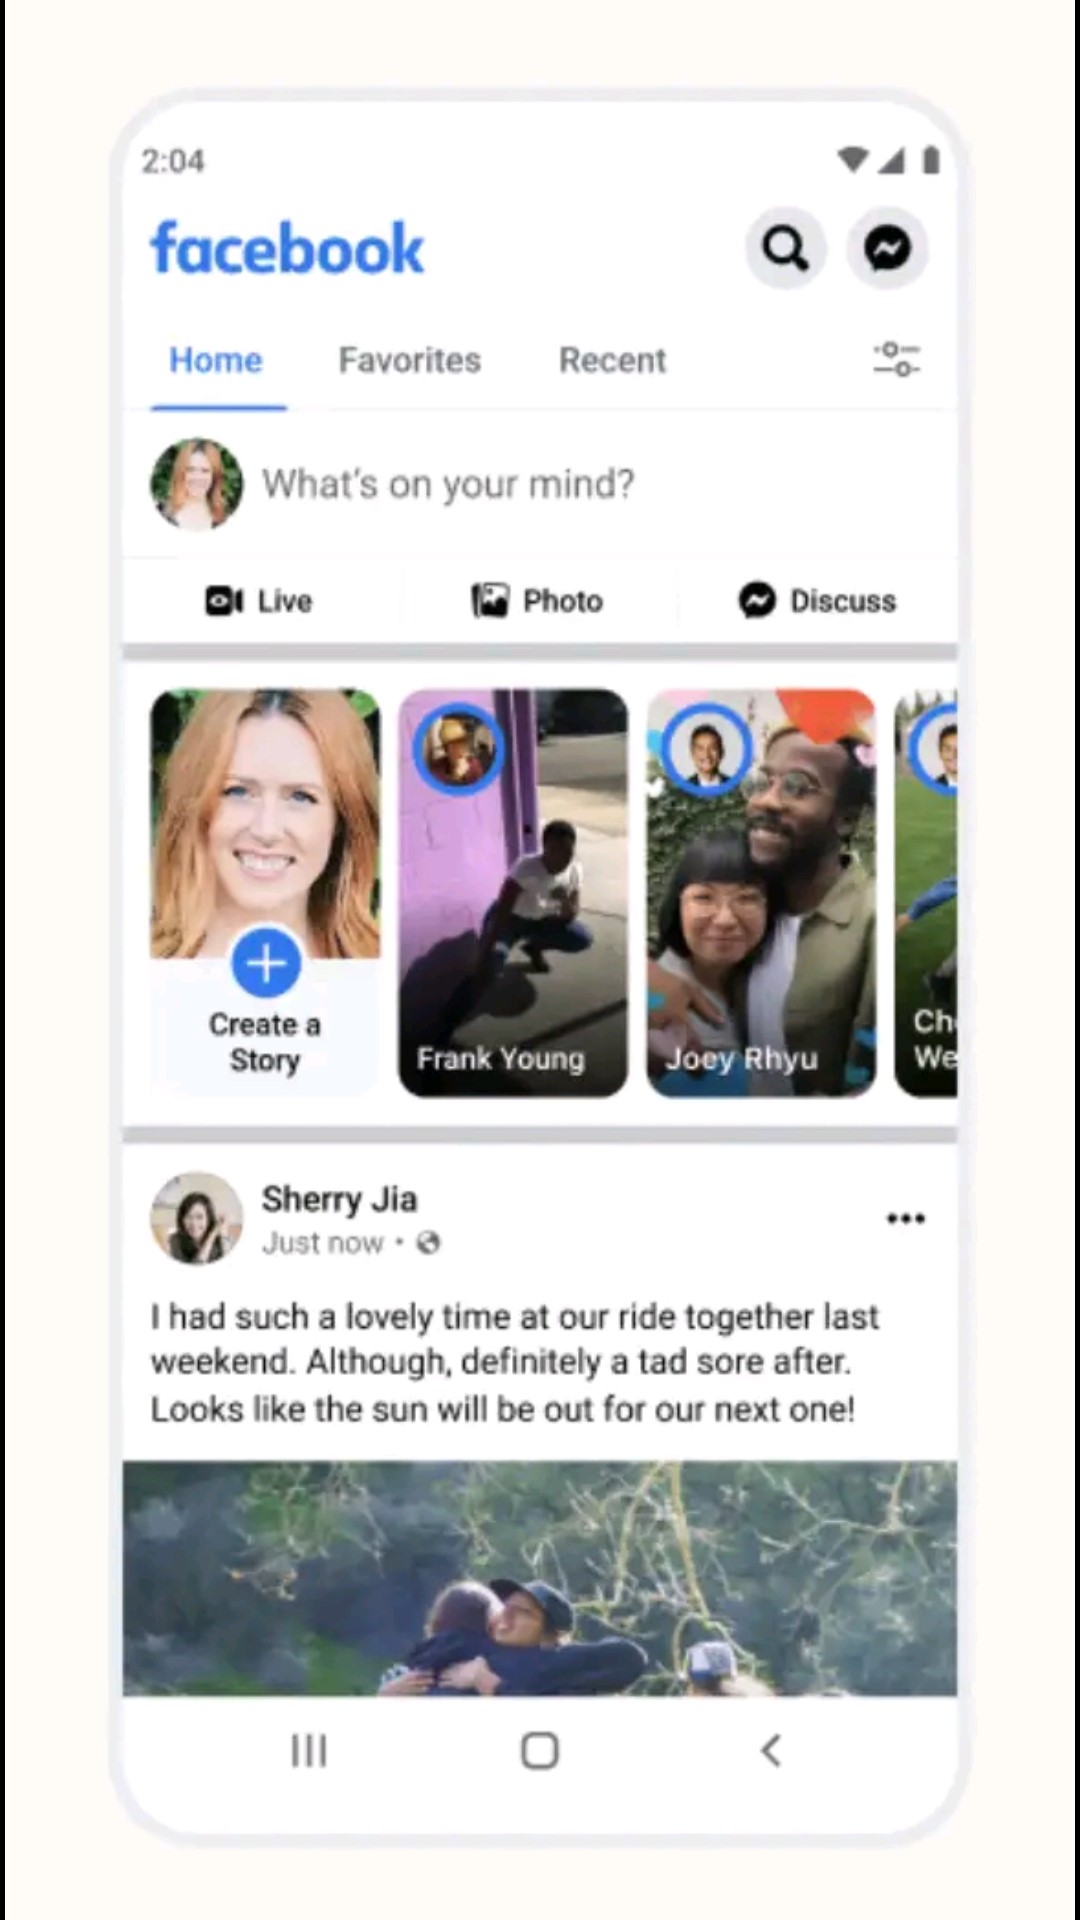 2:04
facebook
Home Favorites Recent
What's on your mind?
Live Photo Discuss
Create a
Story
Frank Young
Joey Rhyu
Sherry Jia
Just now •
I had such a lovely time at our ride together last
weekend. Although, definitely a tad sore after.
Looks like the sun will be out for our next one!